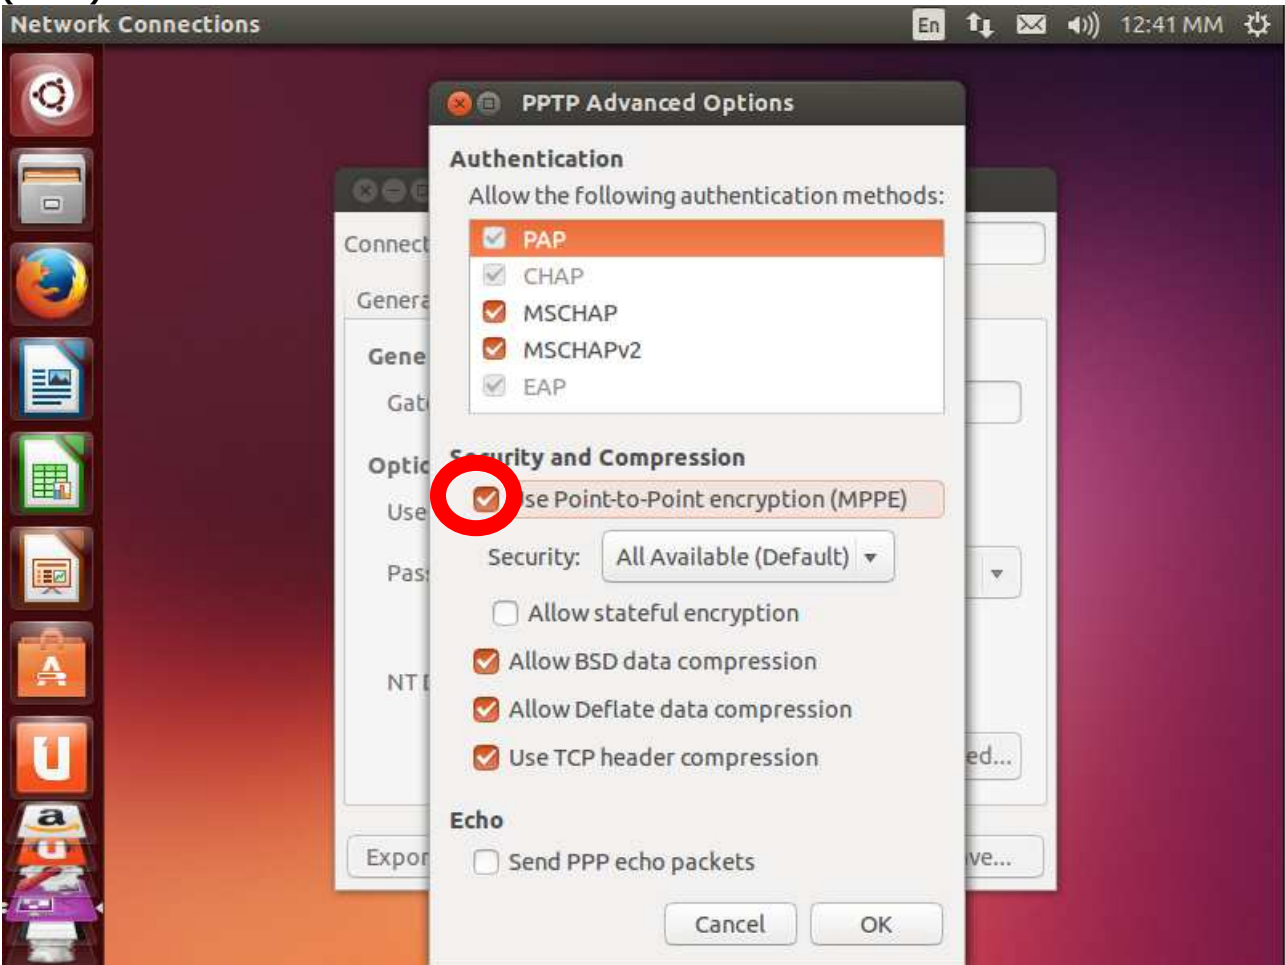 Network Connections
En
12:41 MM
PPTP Advanced Options
Authentication
Allow the following authentication methods:
PAP
CHAP
MSCHAP
MSCHAPv2
EAP
Connect
Genera
Gene
Gat
Optio
Use
Pas
NT
Security and Compression
Use Point-to-Point encryption (MPPE)
Security: All Available (Default)
Allow stateful encryption
Allow BSD data compression
Allow Deflate data compression
Use TCP header compression
ed...
Echo
Send PPP echo packets
Expor
ve...
Cancel
OK